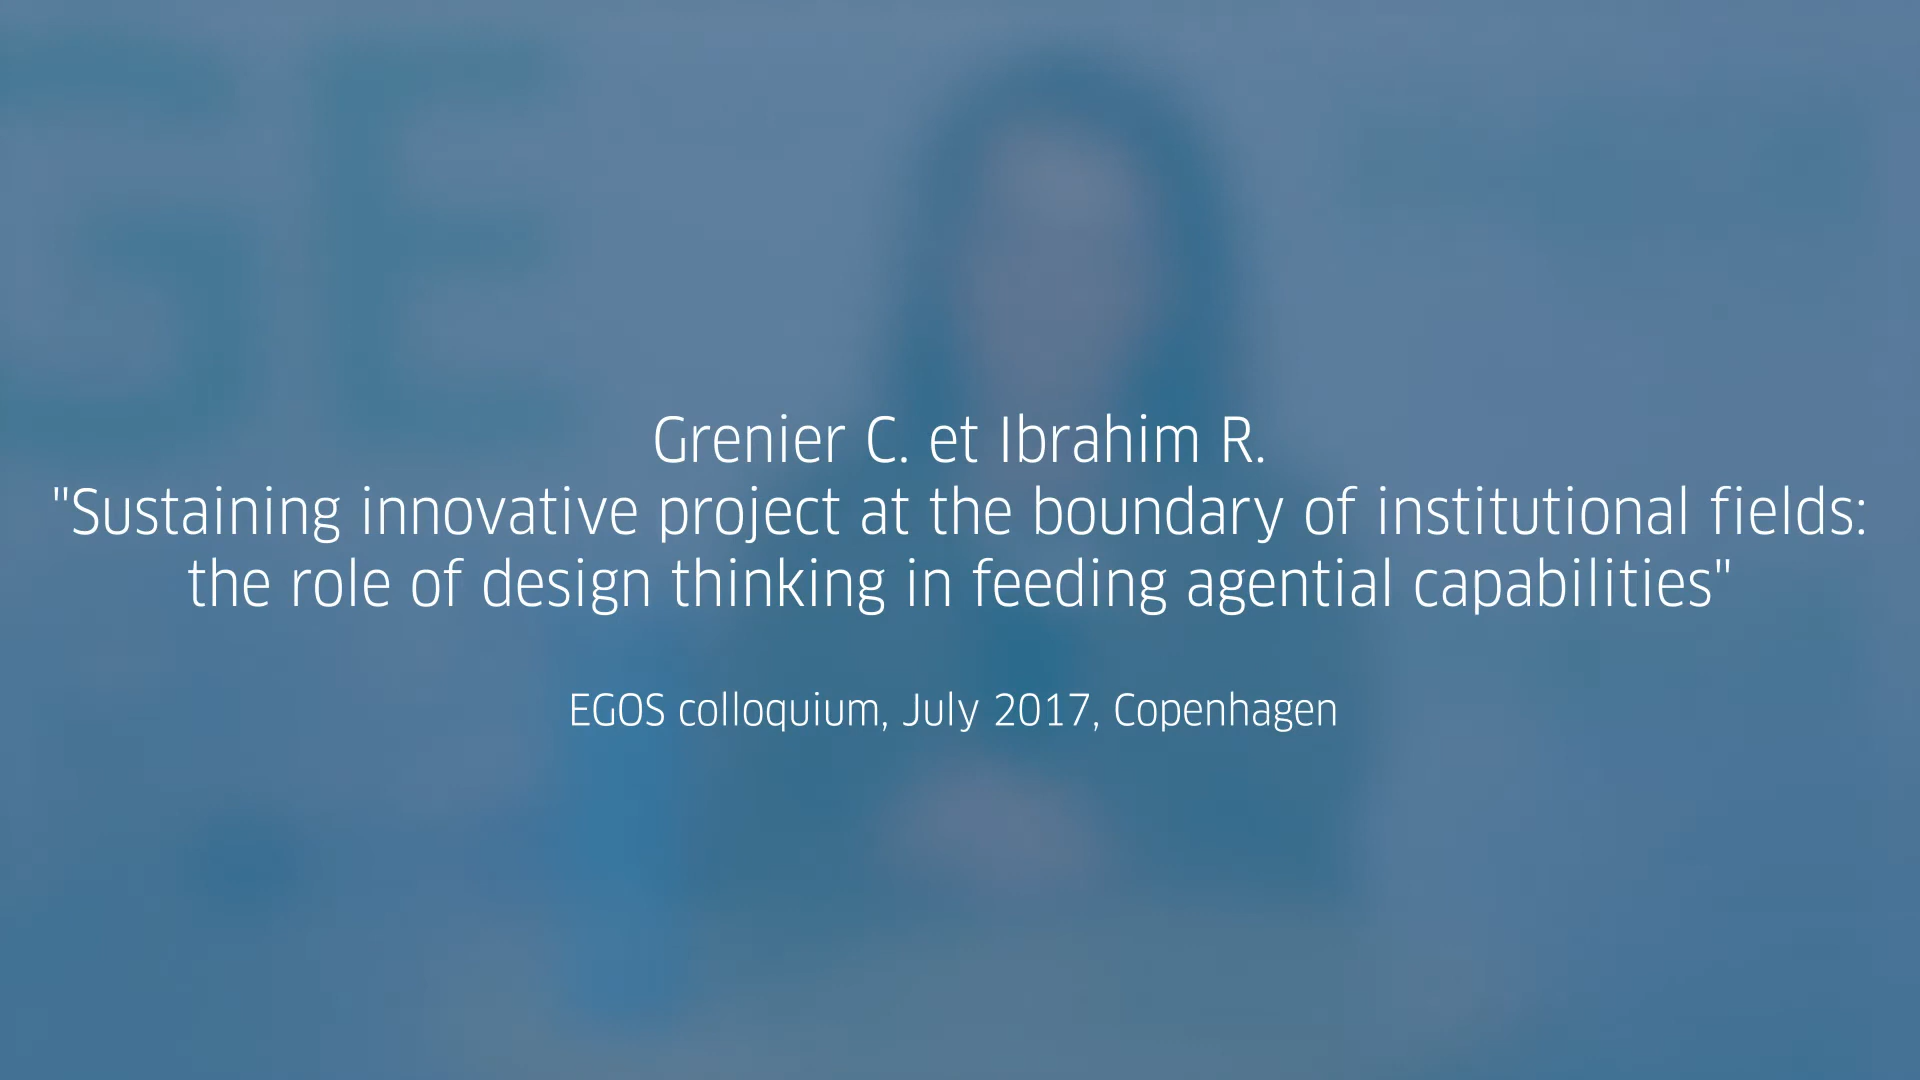 GE
Grenier C. et Ibrahim R.
"Sustaining innovative project at the boundary of institutional fields:
the role of design thinking in feeding agential capabilities"
EGOS colloquium, July 2017, Copenhagen